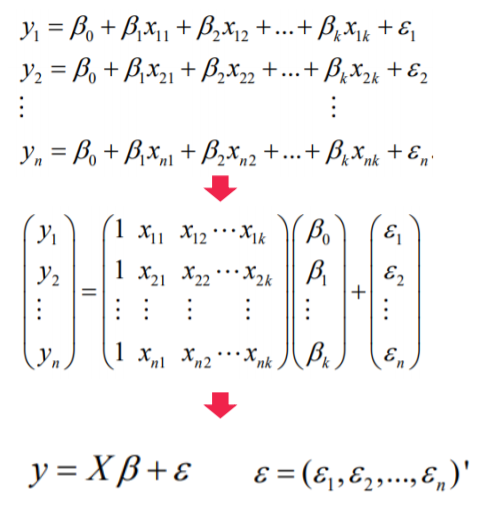 y₁ = β₀ + β₁x₁₁ + β₂x₁₂ + ... + βₖx₁ₖ + ε₁
y₂ = β₀ + β₁x₂₁ + β₂x₂₂ + ... + βₖx₂ₖ + ε₂
⋮ ⋮
yₙ = β₀ + β₁xₙ₁ + β₂xₙ₂ + ... + βₖxₙₖ + εₙ.
(y₁) = (1 x₁₁ x₁₂ ⋯ x₁ₖ)(β₀) + (ε₁)
(y₂) (1 x₂₁ x₂₂ ⋯ x₂ₖ)(β₁) (ε₂)
(⋮) (⋮ ⋮ ⋮ ⋮)(⋮) (⋮)
(yₙ) (1 xₙ₁ xₙ₂ ⋯ xₙₖ)(βₖ) (εₙ)
y = Xβ + ε ε = (ε₁, ε₂, ..., εₙ)'